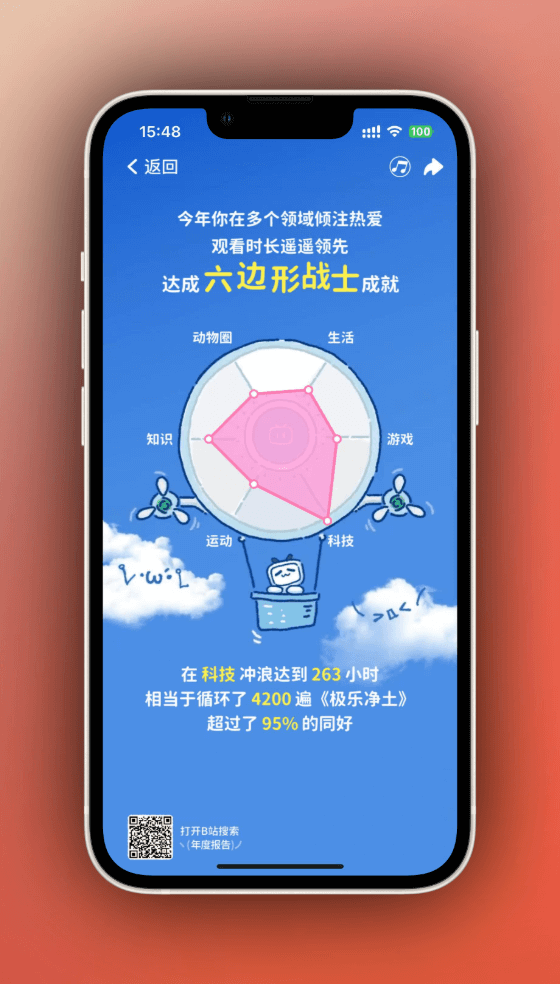 15:48
100
返回
今年你在多个领域倾注热爱
观看时长遥遥领先
达成 六边形战士 成就
动物圈
生活
知识
游戏
运动
科技
在 科技 冲浪达到 263 小时
相当于循环了 4200 遍《极乐净土》
超过了 95% 的同好
打开B站搜索
ヽ(年度报告)ノ